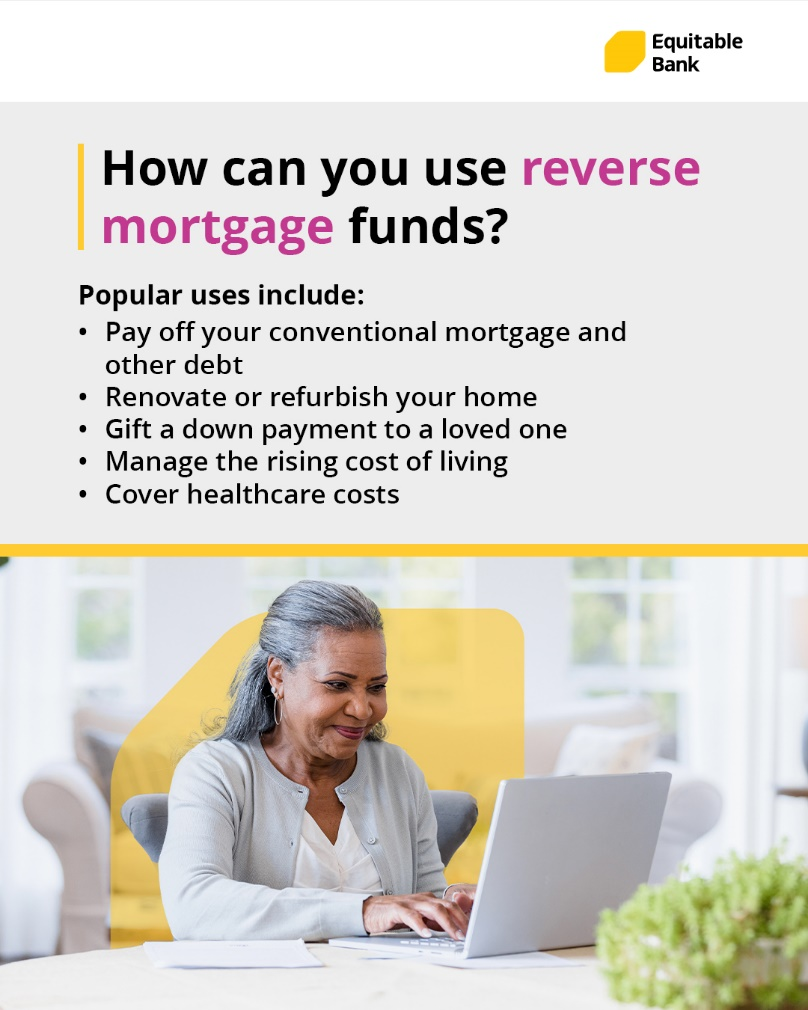 Equitable
Bank
How can you use reverse
mortgage funds?
Popular uses include:
• Pay off your conventional mortgage and
other debt
• Renovate or refurbish your home
• Gift a down payment to a loved one
• Manage the rising cost of living
• Cover healthcare costs